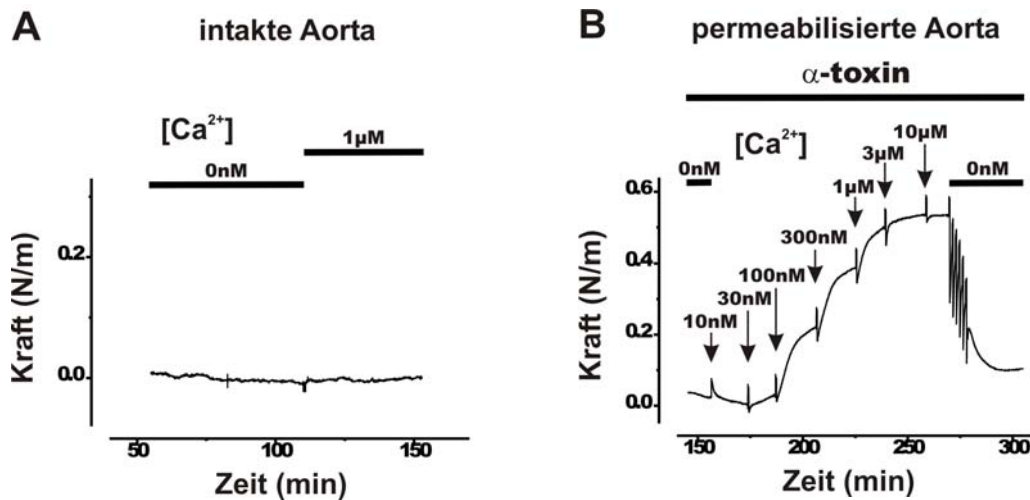 A intakte Aorta
[Ca²⁺]
1µM
0nM
0.2
0.0
Kraft (N/m)
50 100 150
Zeit (min)
B permeabilisierte Aorta
α-toxin
[Ca²⁺]
0nM
10nM
30nM
100nM
300nM
1µM
3µM
10µM
0nM
0.6
0.4
0.2
0.0
Kraft (N/m)
150 200 250 300
Zeit (min)